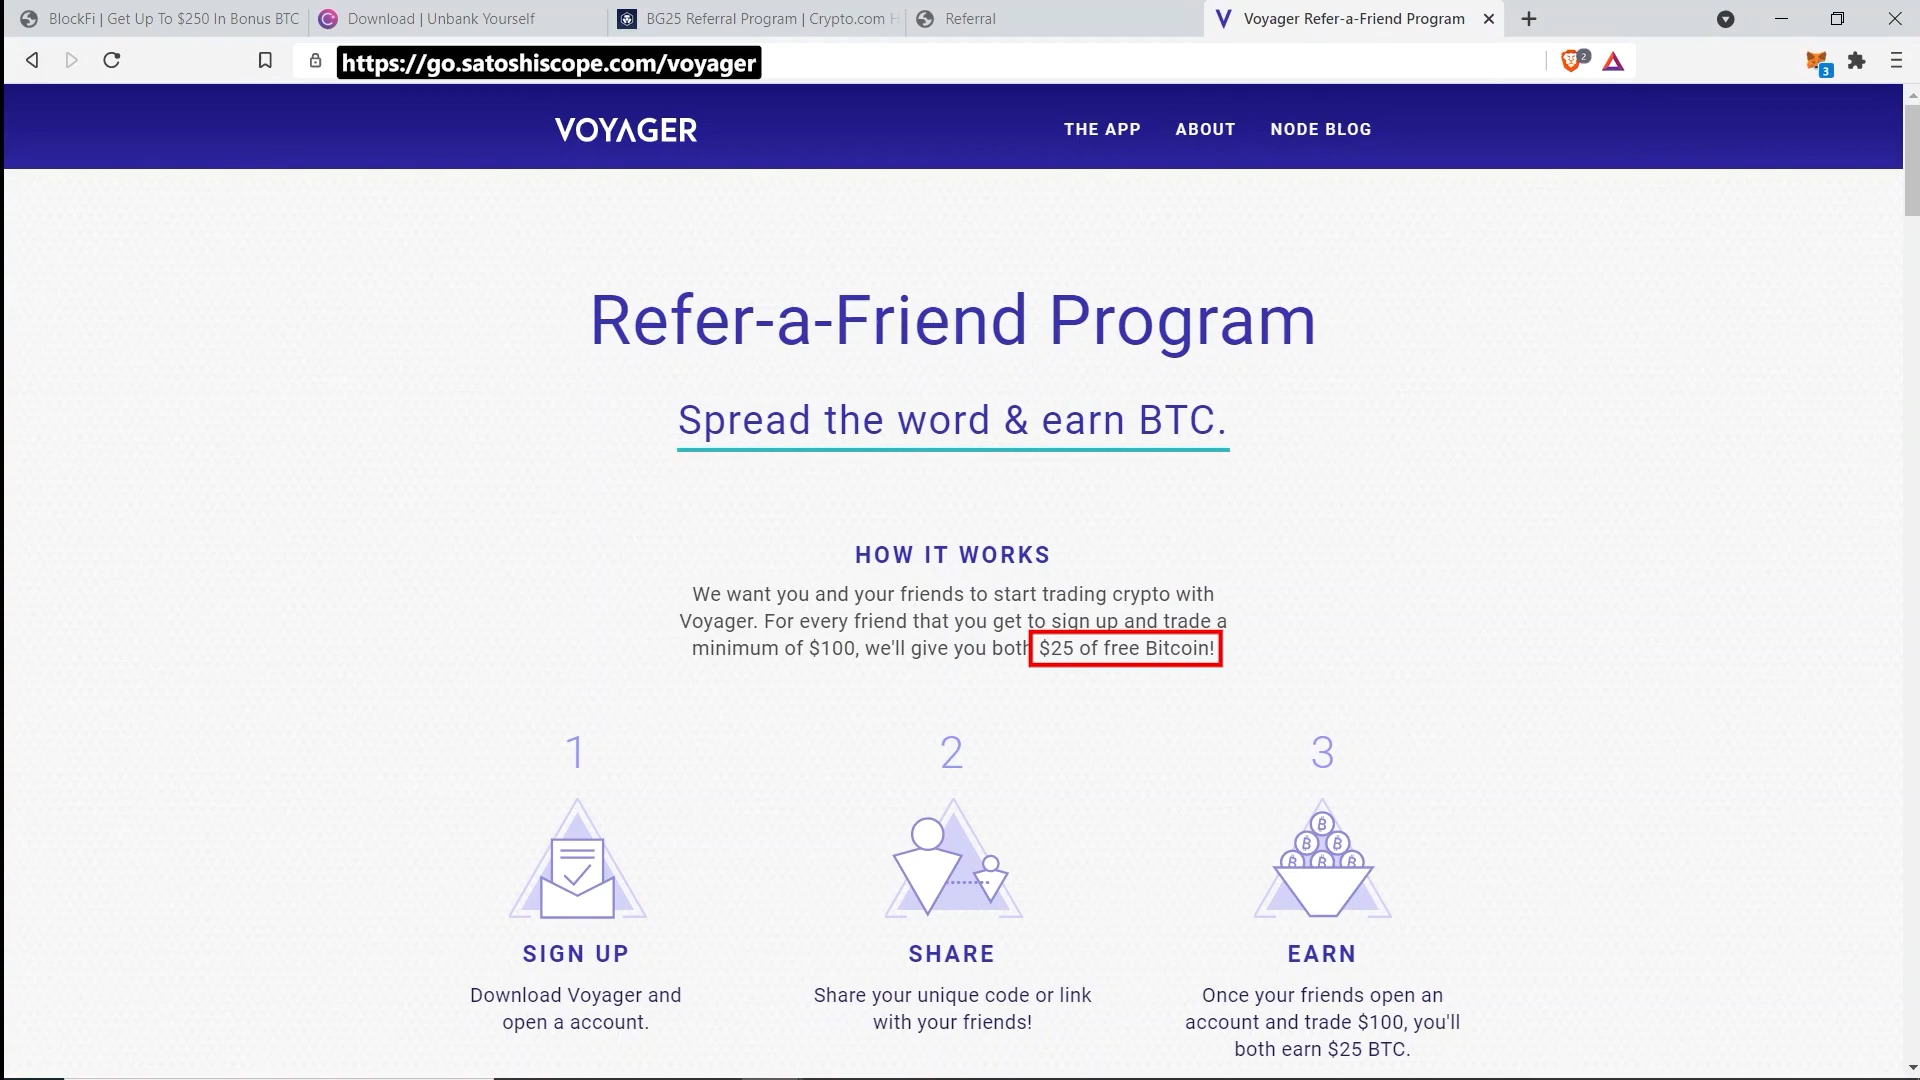 BlockFi | Get Up To $250 In Bonus BTC
Download | Unbank Yourself
BG25 Referral Program | Crypto.com H
Referral
Voyager Refer-a-Friend Program
https://go.satoshiscope.com/voyager
2
3
VOYAGER
THE APP
ABOUT
NODE BLOG
Refer-a-Friend Program
Spread the word & earn BTC.
HOW IT WORKS
We want you and your friends to start trading crypto with
Voyager. For every friend that you get to sign up and trade a
minimum of $100, we'll give you both $25 of free Bitcoin!
1
2
3
SIGN UP
Download Voyager and
open a account.
SHARE
Share your unique code or link
with your friends!
EARN
Once your friends open an
account and trade $100, you'll
both earn $25 BTC.